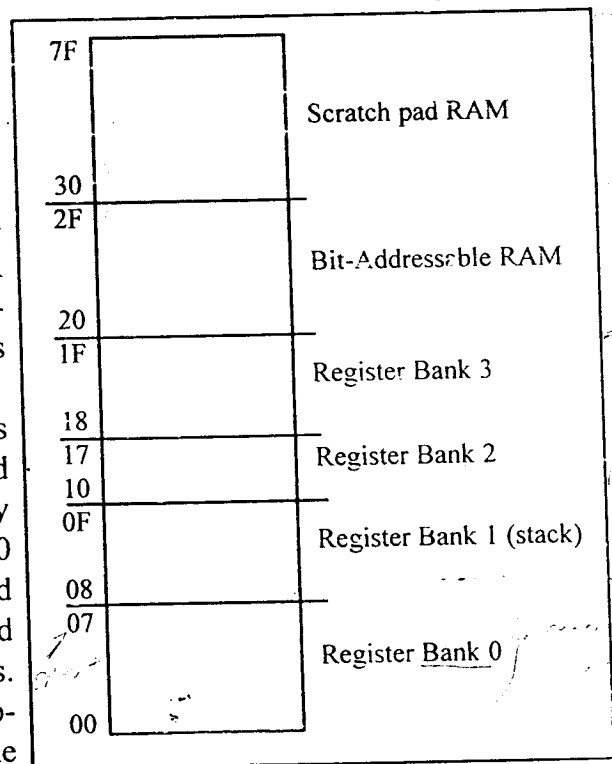 7F
Scratch pad RAM
30
2F
Bit-Addressable RAM
20
1F
Register Bank 3
s
18
s
17
Register Bank 2
d
10
y
0F
Register Bank 1 (stack)
0
08
d
07
d
Register Bank 0
s.
00